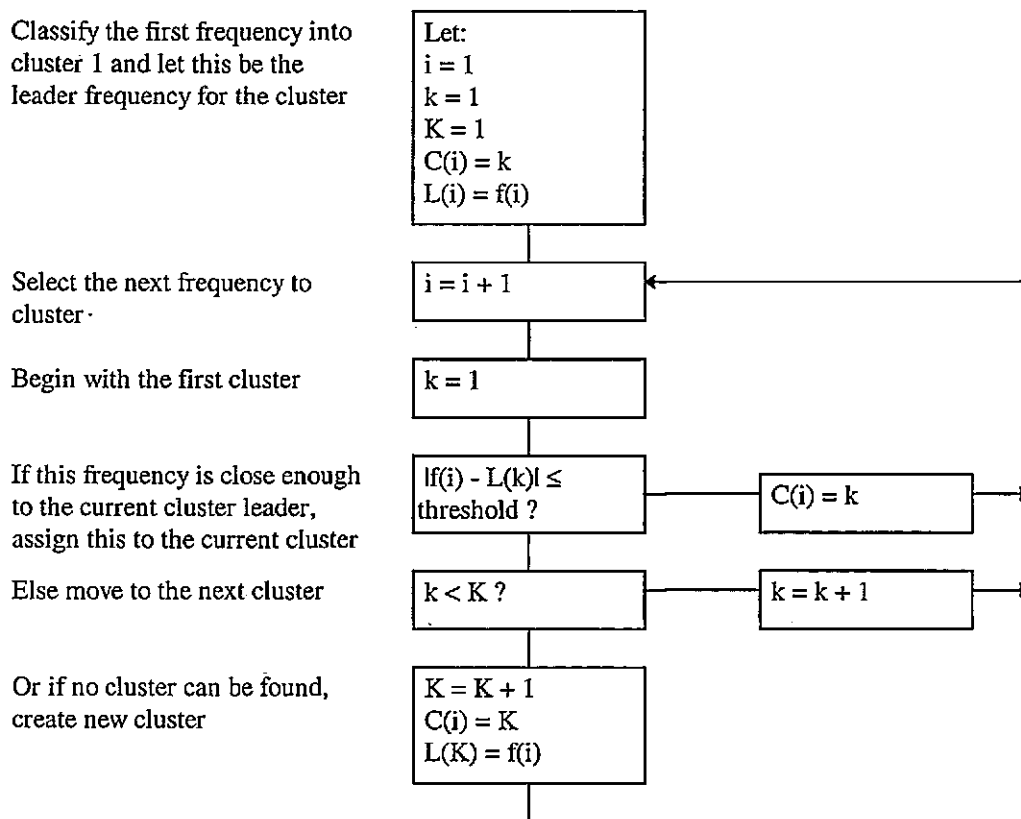 Classify the first frequency into
cluster 1 and let this be the
leader frequency for the cluster
Let:
i = 1
k = 1
K = 1
C(i) = k
L(i) = f(i)
Select the next frequency to
cluster
i = i + 1
Begin with the first cluster
k = 1
If this frequency is close enough
to the current cluster leader,
assign this to the current cluster
|f(i) - L(k)| ≤
threshold ?
C(i) = k
Else move to the next cluster
k < K ?
k = k + 1
Or if no cluster can be found,
create new cluster
K = K + 1
C(i) = K
L(K) = f(i)